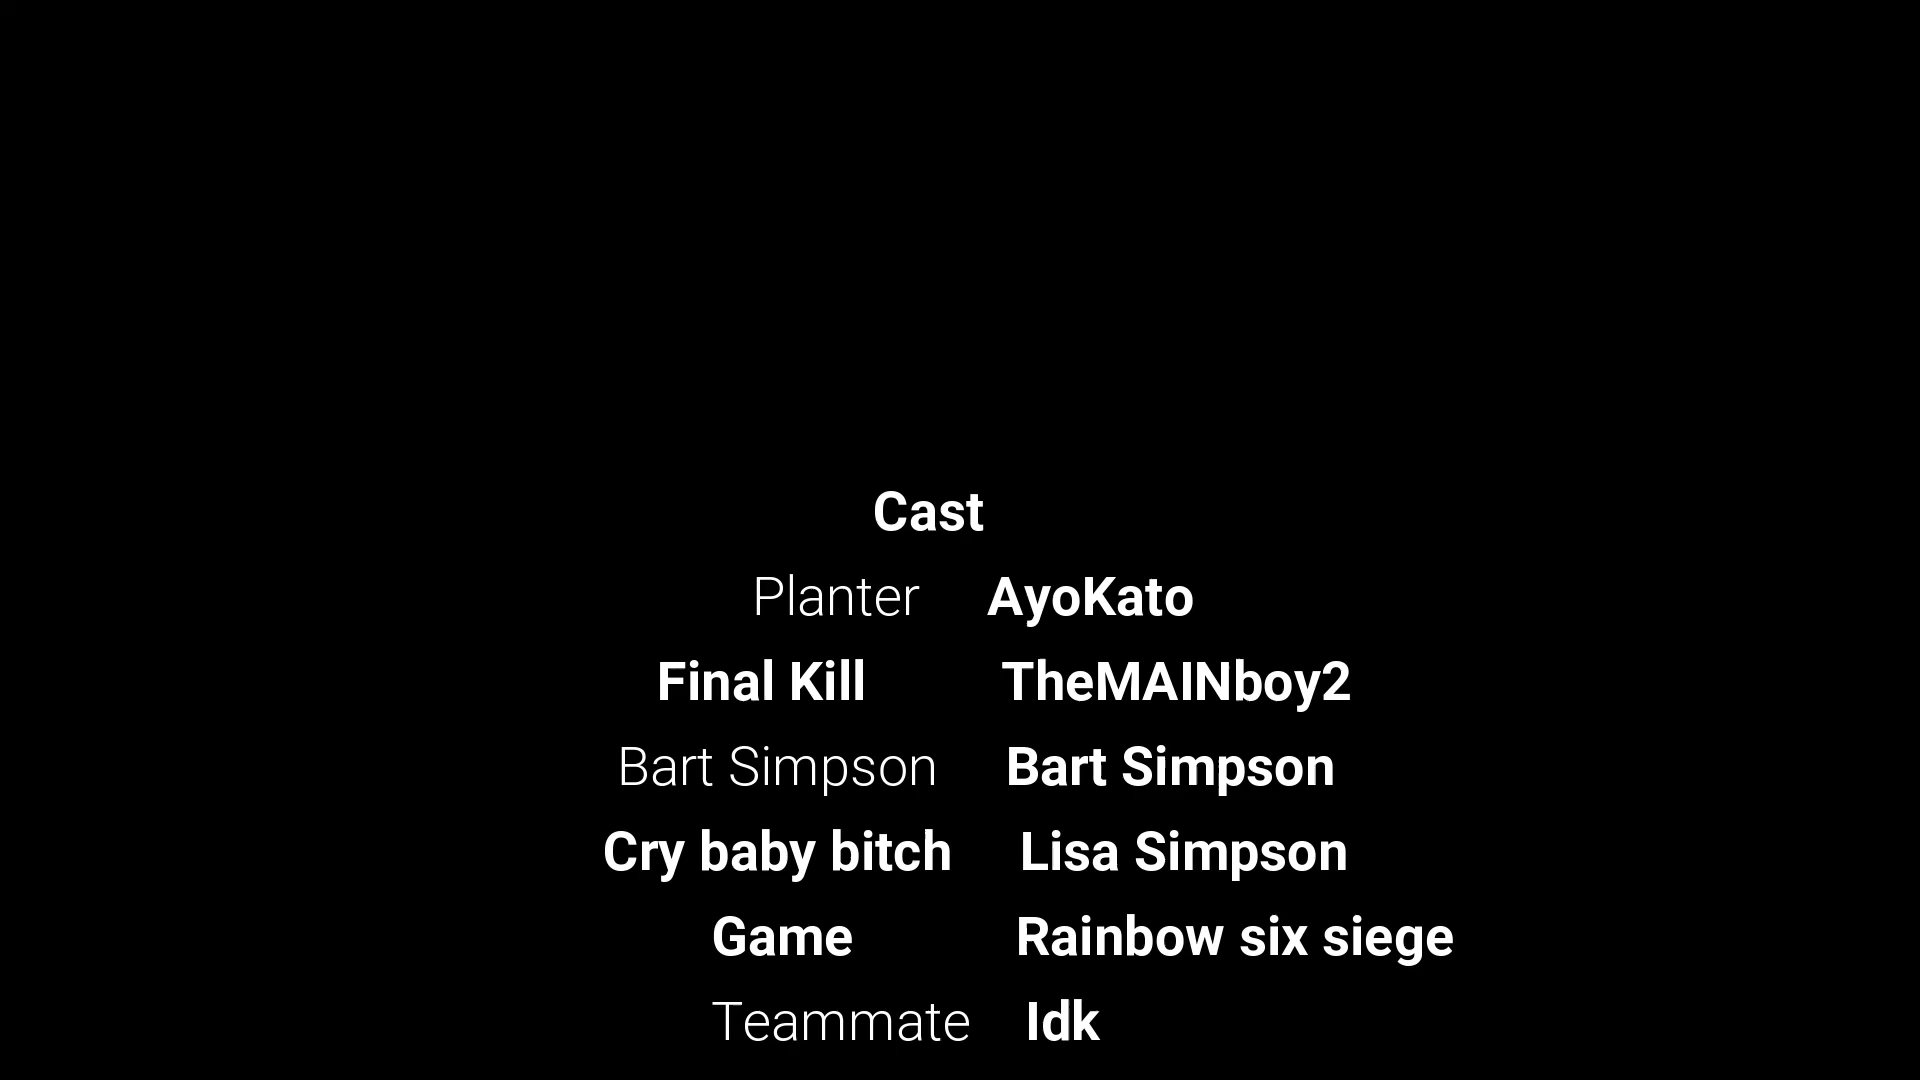 Cast
Planter AyoKato
Final Kill TheMAINboy2
Bart Simpson Bart Simpson
Cry baby bitch Lisa Simpson
Game Rainbow six siege
Teammate Idk